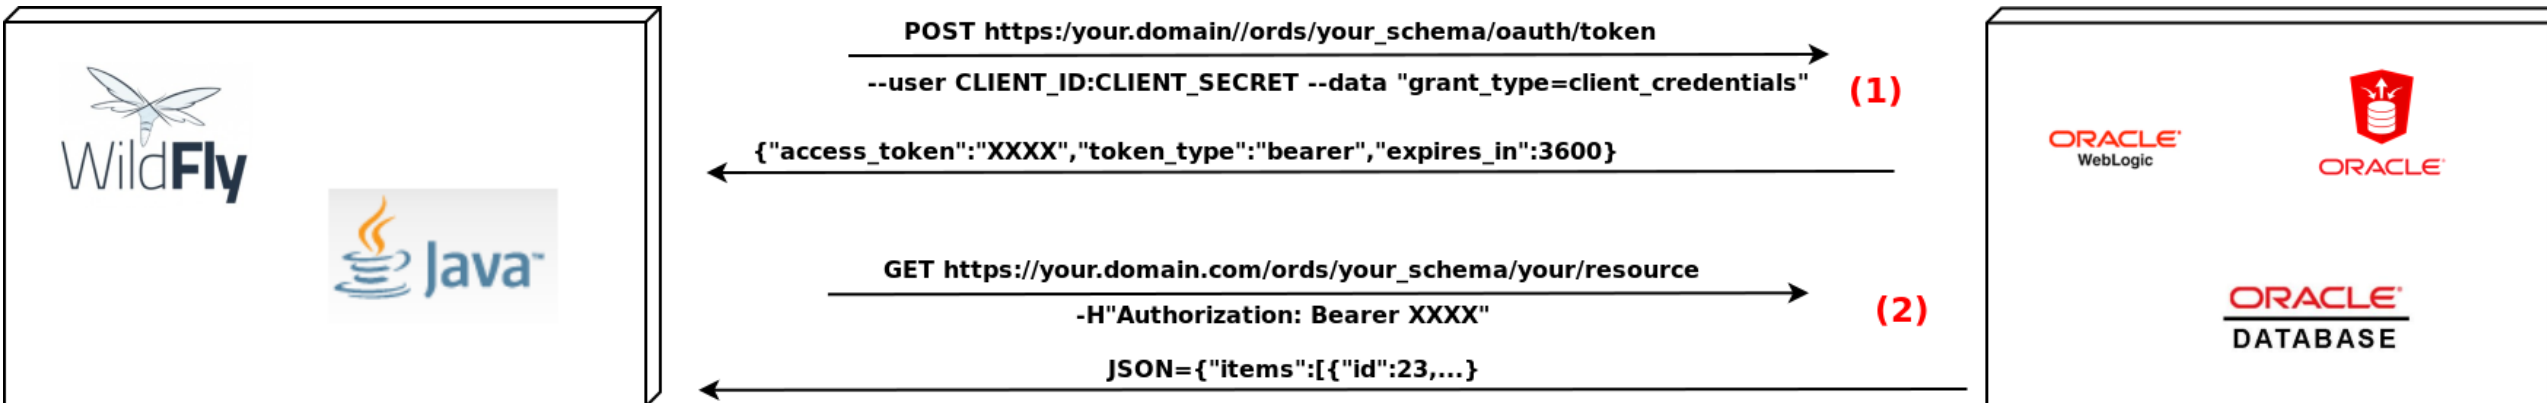 POST https:/your.domain//ords/your_schema/oauth/token
--user CLIENT_ID:CLIENT_SECRET --data "grant_type=client_credentials"
(1)
{"access_token":"XXXX","token_type":"bearer","expires_in":3600}
WildFly
Java™
GET https://your.domain.com/ords/your_schema/your/resource
-H"Authorization: Bearer XXXX"
(2)
JSON={"items":[{"id":23,...}
ORACLE®
WebLogic
ORACLE®
ORACLE®
DATABASE